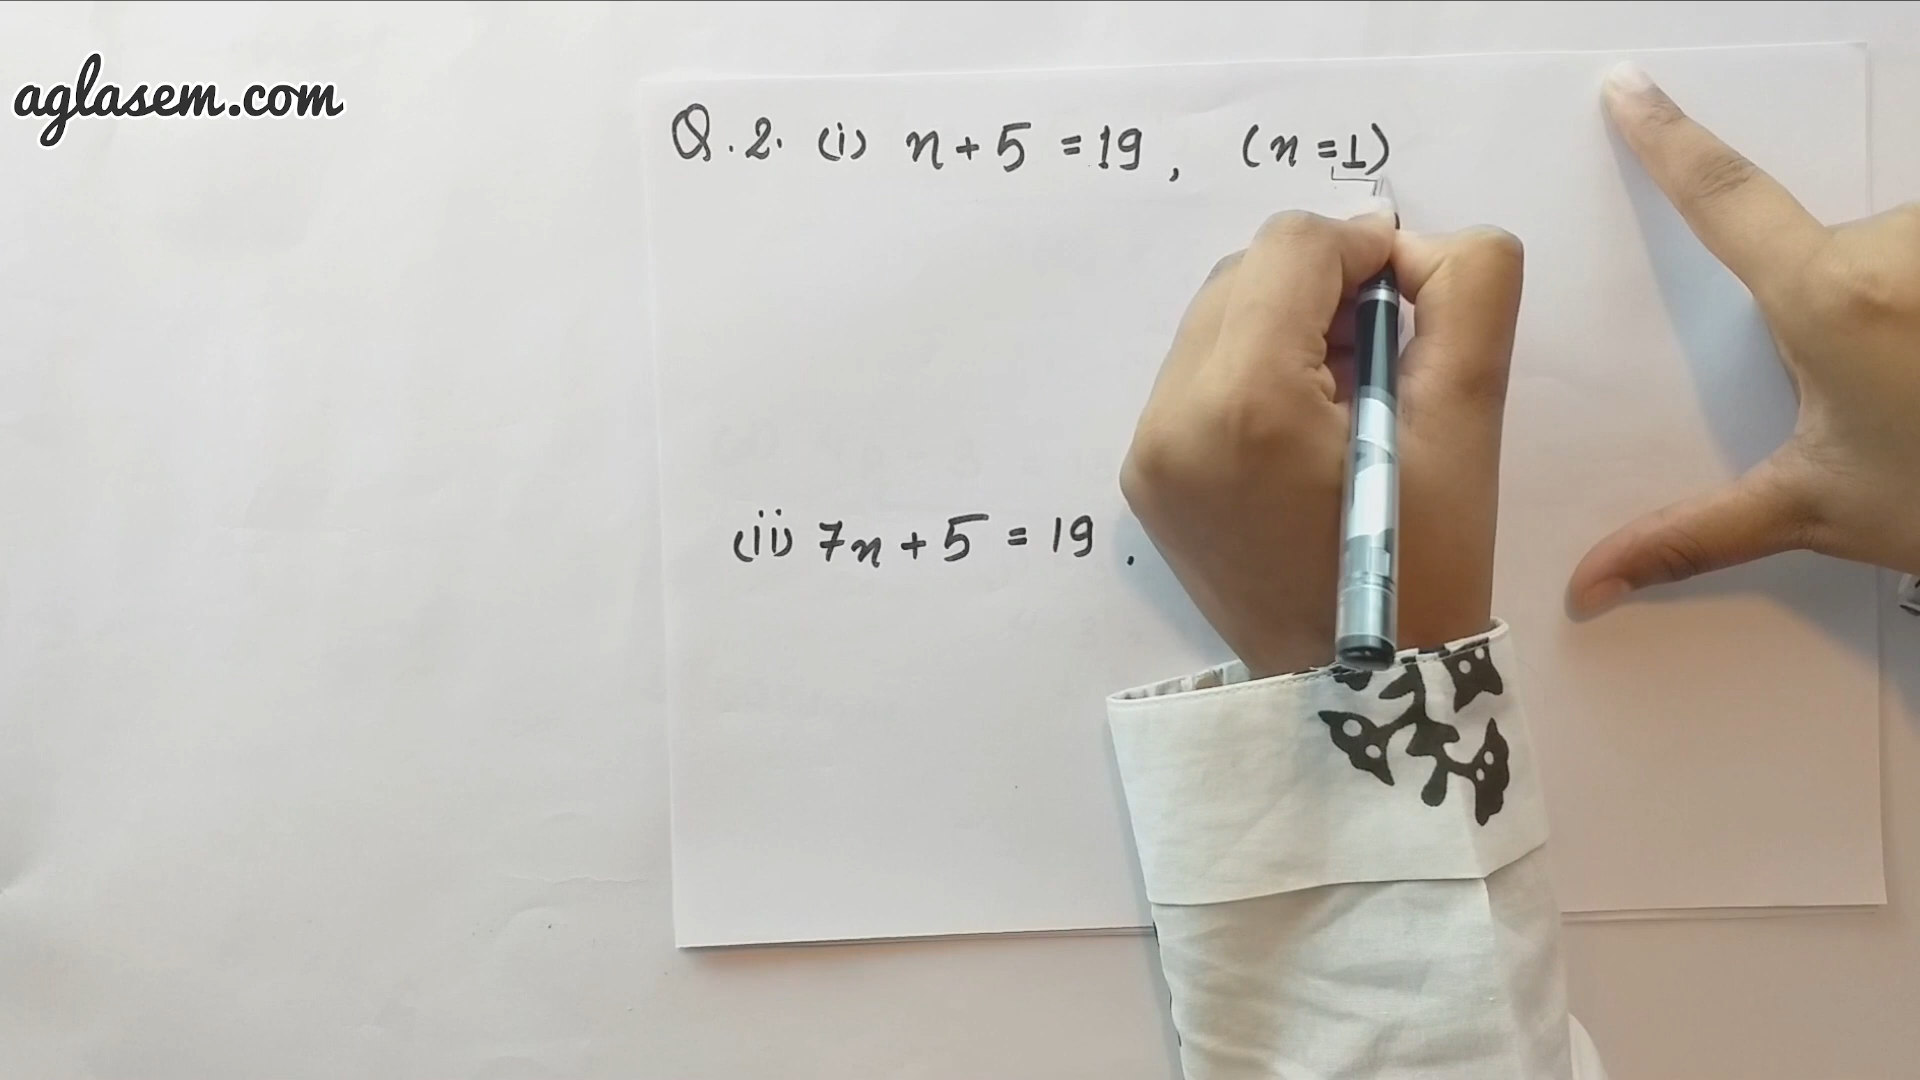 aglasem.com
Q.2. (i) n+5 =19, (n =1)
(ii) 7n + 5 = 19 .